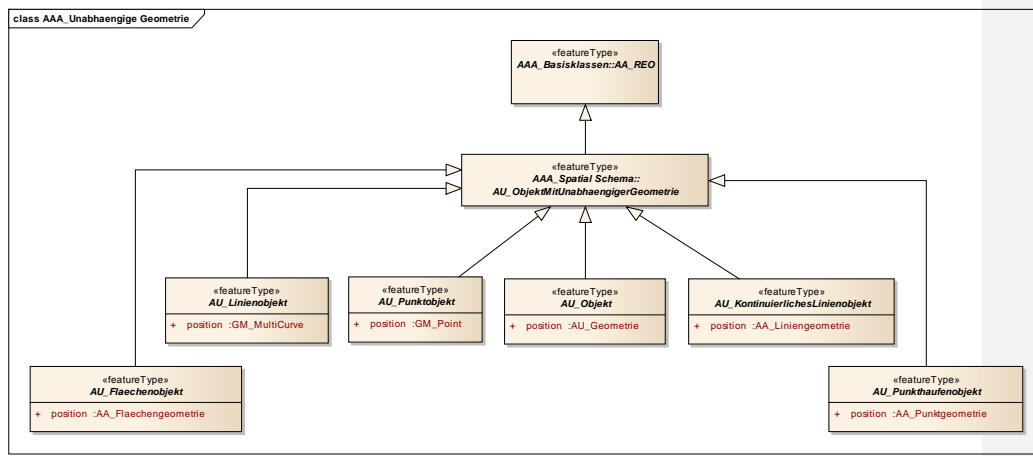 class AAA_Unabhaengige Geometrie
«featureType»
AAA_Basisklassen::AA_REO
«featureType»
AAA_Spatial Schema::
AU_ObjektMitUnabhaengigerGeometrie
«featureType»
AU_Linienobjekt
+ position :GM_MultiCurve
«featureType»
AU_Punktobjekt
+ position :GM_Point
«featureType»
AU_Objekt
+ position :AU_Geometrie
«featureType»
AU_KontinuierlichesLinienobjekt
+ position :AA_Liniengeometrie
«featureType»
AU_Flaechenobjekt
+ position :AA_Flaechengeometrie
«featureType»
AU_Punkthaufenobjekt
+ position :AA_Punktgeometrie